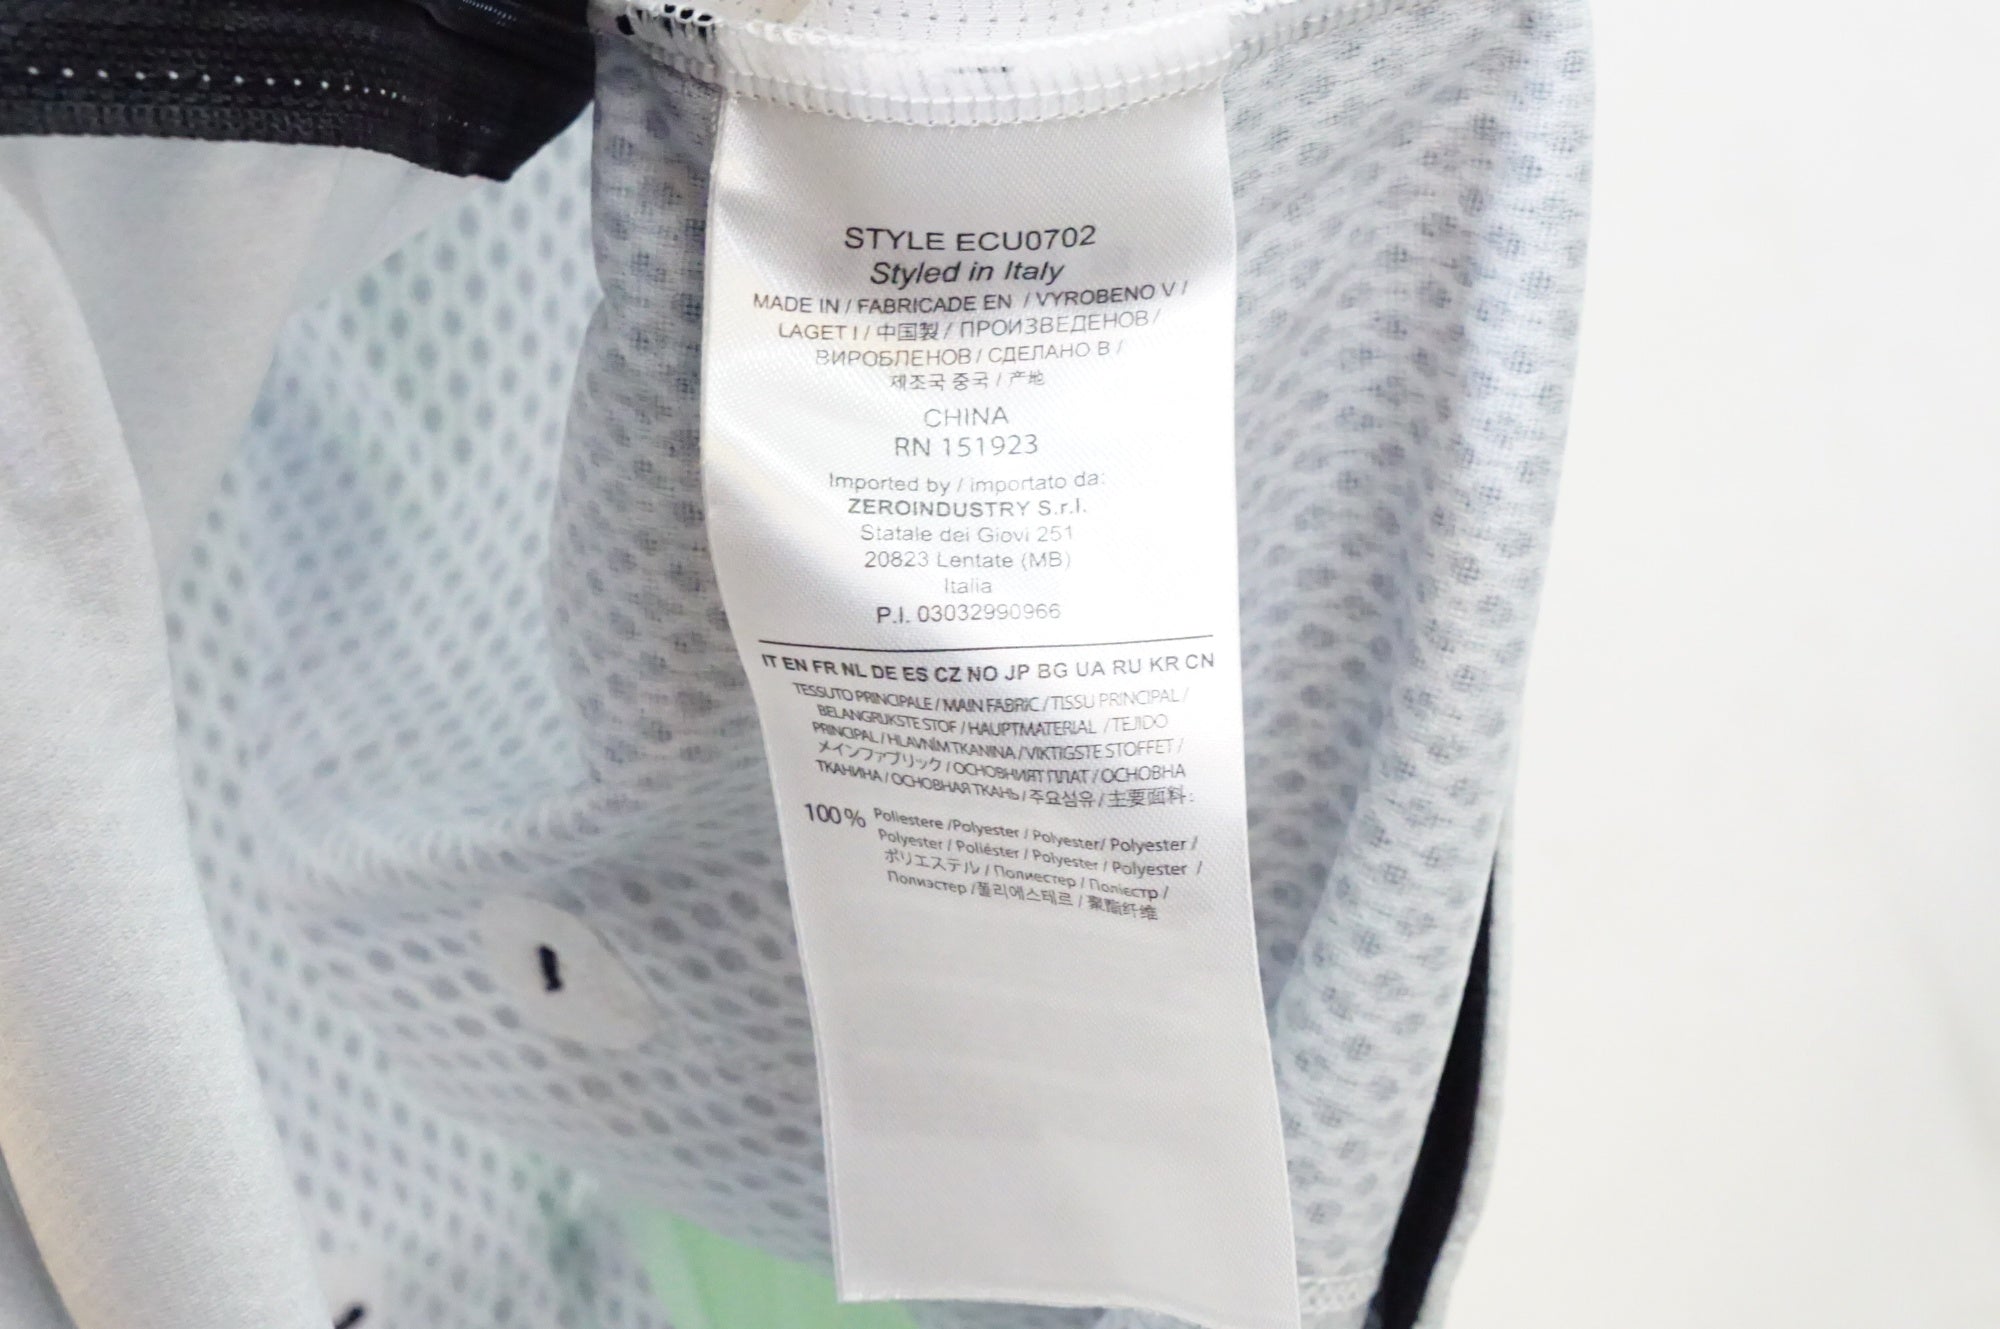 STYLE ECU0702
Styled in Italy
MADE IN / FABRICADE EN / VYROBENO V /
LAGET I / 中国製 / ПРОИЗВЕДЕНОВ /
ВИРОБЛЕНОВ / СДЕЛАНО В /
제조국 중국 / 产地
CHINA
RN 151923
Imported by / importato da:
ZEROINDUSTRY S.r.l.
Statale dei Giovi 251
20823 Lentate (MB)
Italia
P.I. 03032990966
IT EN FR NL DE ES CZ NO JP BG UA RU KR CN
TESSUTO PRINCIPALE / MAIN FABRIC / TISSU PRINCIPAL /
BELANGRIJKSTE STOF / HAUPTMATERIAL / TEJIDO
PRINCIPAL / HLAVNÍM TKANINA / VIKTIGSTE STOFFET /
メインファブリック / ОСНОВНИЯТ ПЛАТ / ОСНОВНА
ТКАНИНА / ОСНОВНАЯ ТКАНЬ / 주요섬유 / 主要面料:
100% Poliestere /Polyester / Polyester/ Polyester /
Polyester / Poliéster / Polyester / Polyester /
ポリエステル / Полиестер / Поліестр /
Полиэстер /폴리에스테르 / 聚酯纤维